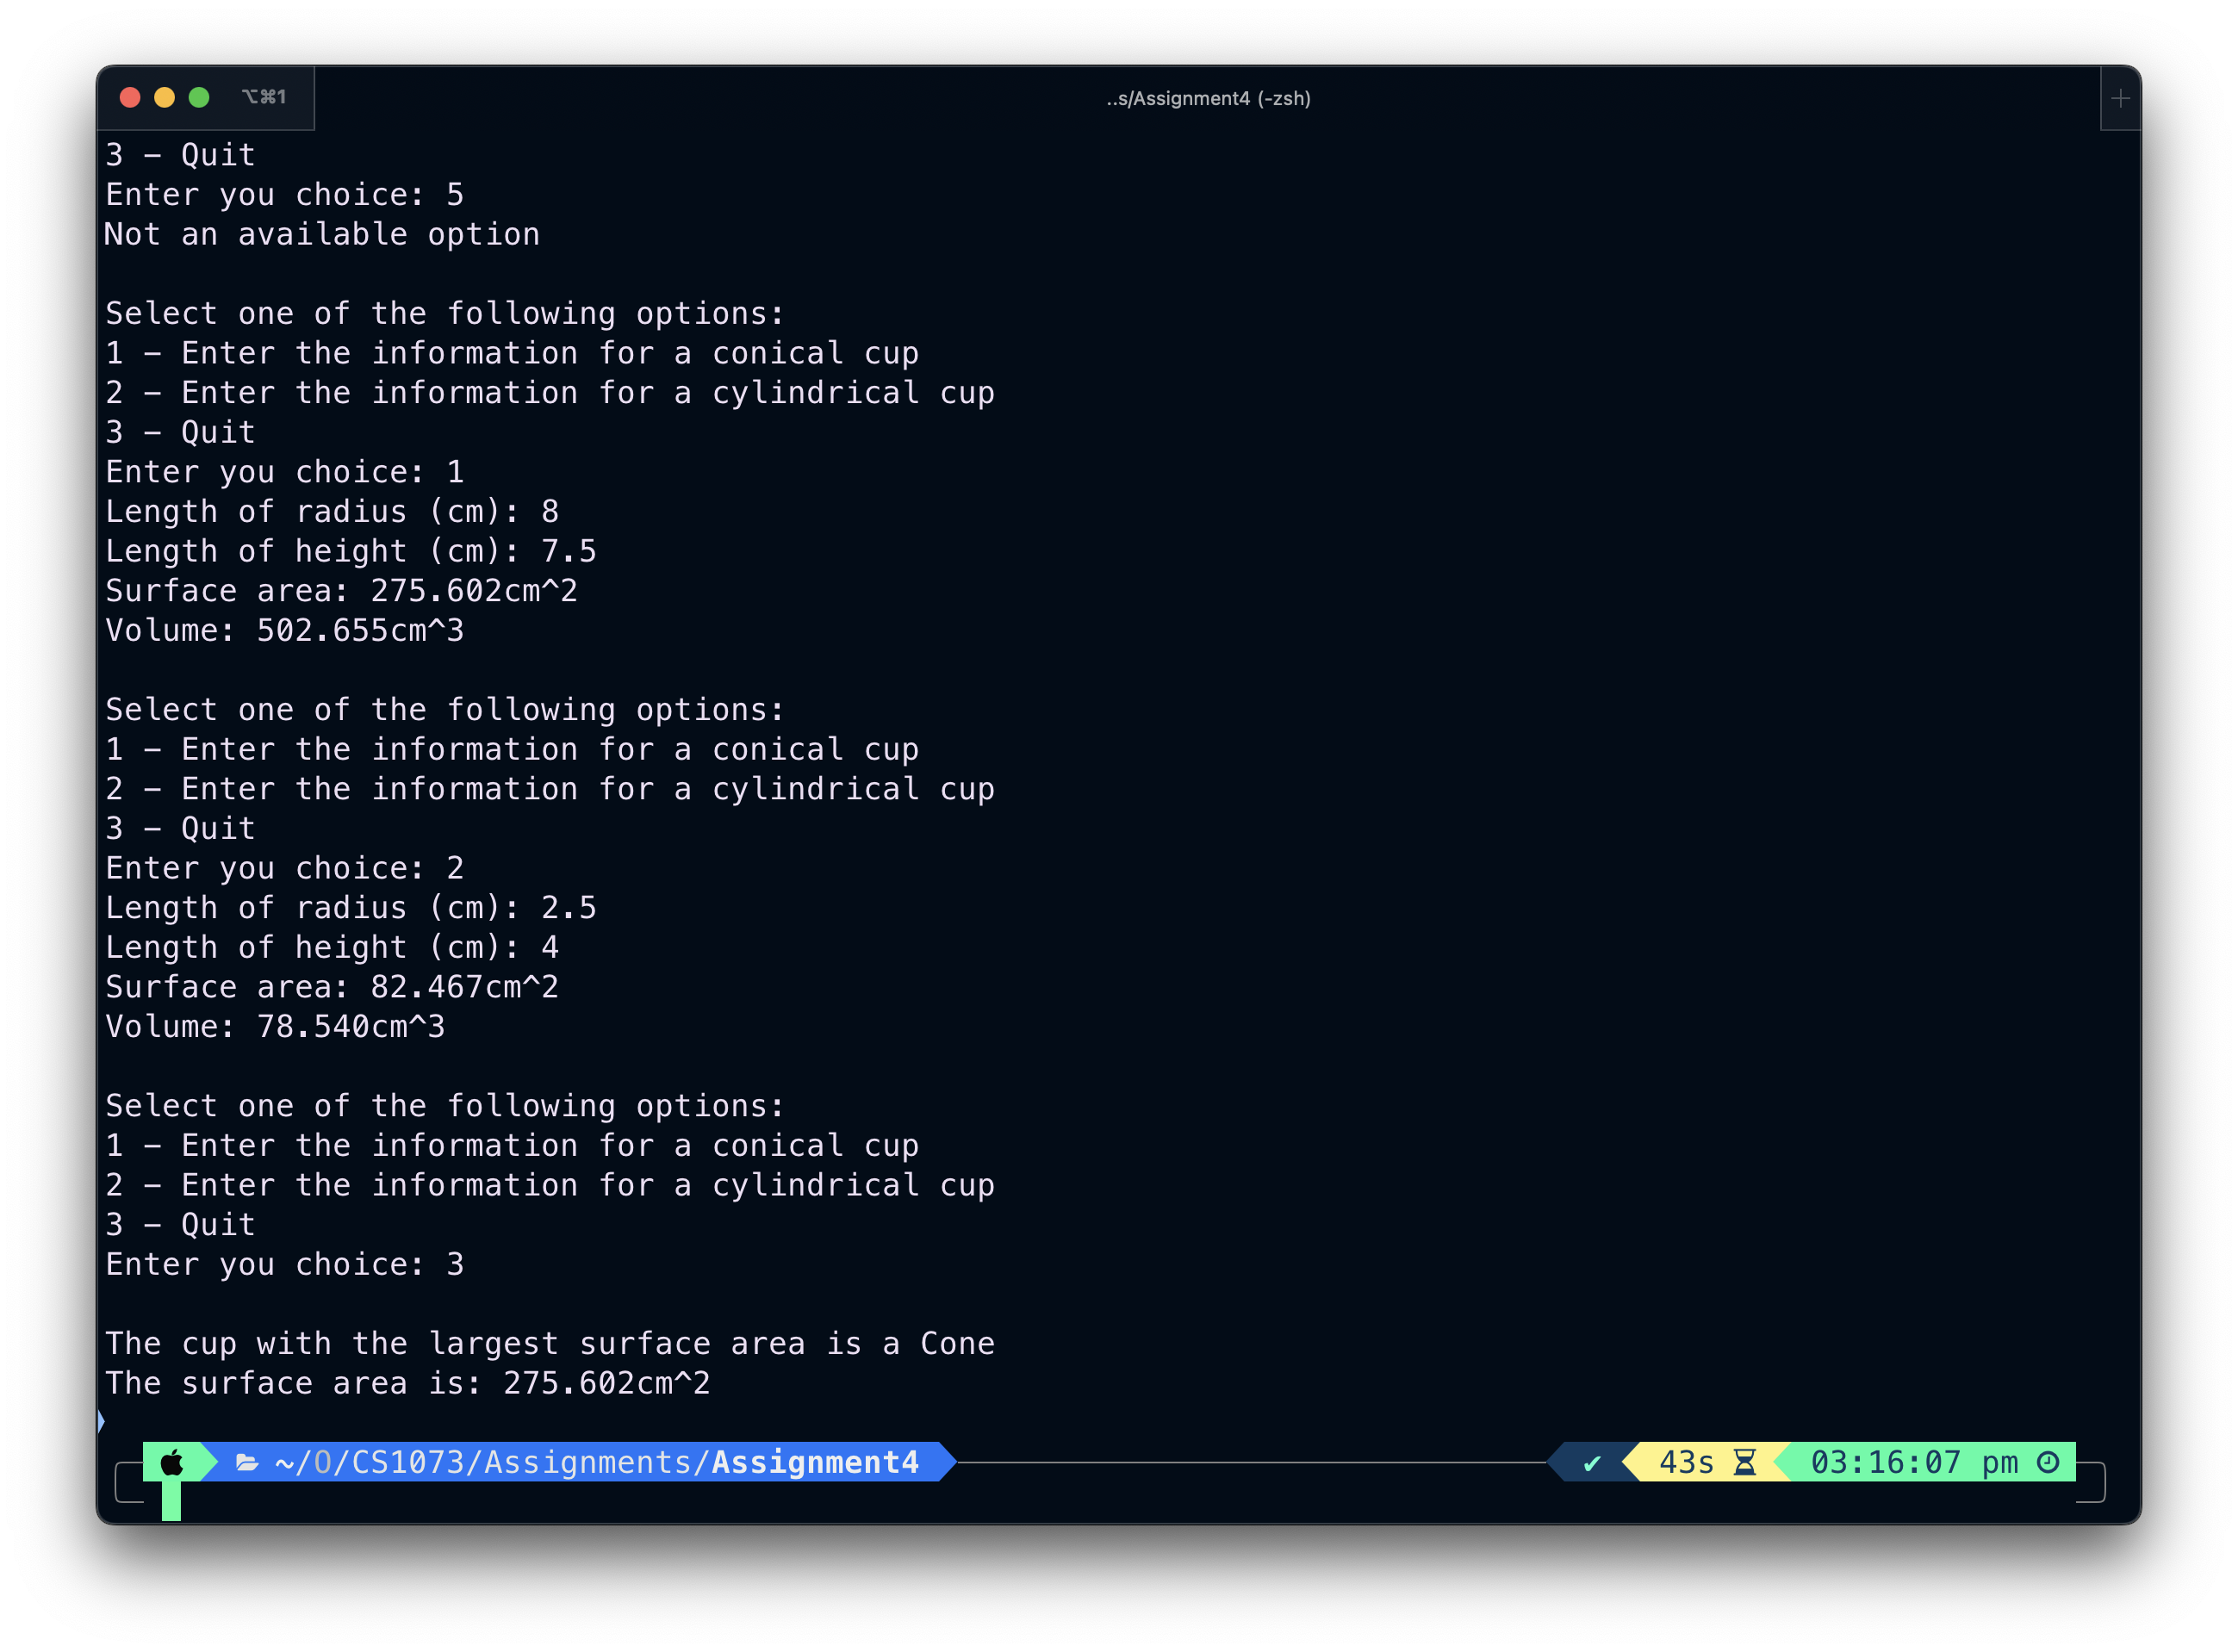 ⌥⌘1
..s/Assignment4 (-zsh)
3 – Quit
Enter you choice: 5
Not an available option
Select one of the following options:
1 – Enter the information for a conical cup
2 – Enter the information for a cylindrical cup
3 – Quit
Enter you choice: 1
Length of radius (cm): 8
Length of height (cm): 7.5
Surface area: 275.602cm^2
Volume: 502.655cm^3
Select one of the following options:
1 – Enter the information for a conical cup
2 – Enter the information for a cylindrical cup
3 – Quit
Enter you choice: 2
Length of radius (cm): 2.5
Length of height (cm): 4
Surface area: 82.467cm^2
Volume: 78.540cm^3
Select one of the following options:
1 – Enter the information for a conical cup
2 – Enter the information for a cylindrical cup
3 – Quit
Enter you choice: 3
The cup with the largest surface area is a Cone
The surface area is: 275.602cm^2
~/O/CS1073/Assignments/Assignment4 ✔ 43s 03:16:07 pm